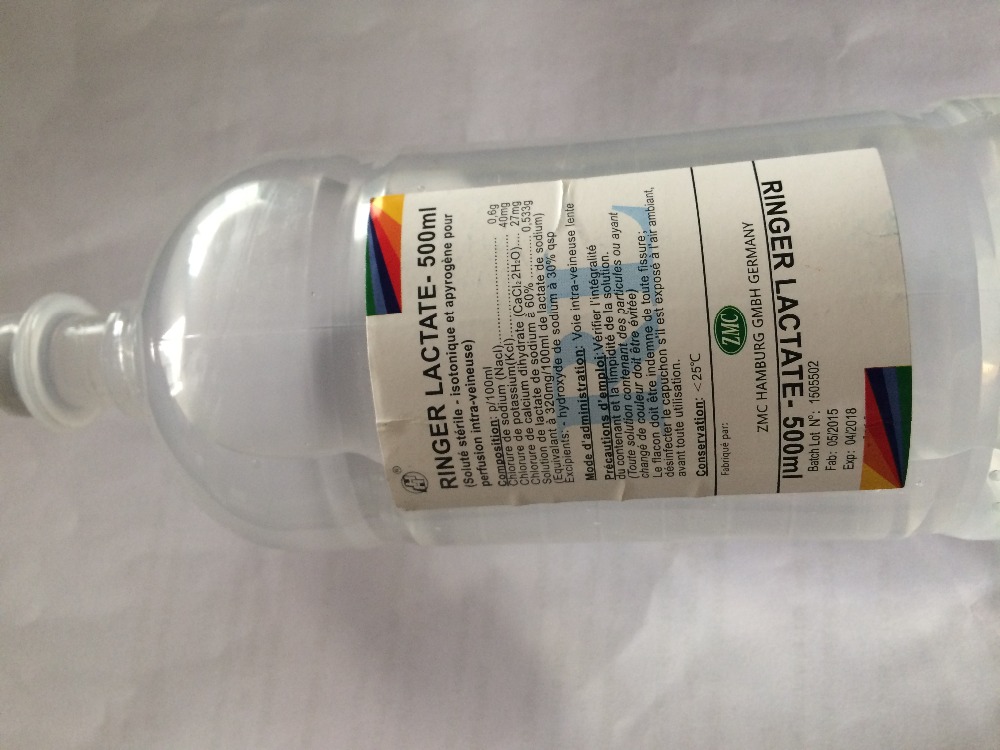 RINGER LACTATE- 500ml
(Soluté stérile - isotonique et apyrogène pour
perfusion intra-veineuse)
Composition: p/100ml
Chlorure de sodium (Nacl)............................ 0,6g
Chlorure de potassium(Kcl)........................ 40mg
Chlorure de calcium dihydrate (CaCl2 2H2O).... 27mg
Chlorure de lactate de sodium à 60% ........... 0,533g
Solution de lactate de sodium
(Equivalant à 320mg/100ml de lactate de sodium)
Excipients: - hydroxyde de sodium à 30% qsp
Mode d'administration: Voie intra-veineuse lente
Précautions d'emploi: Vérifier l'intégralité
du contenant et la limpidité de la solution.
(Toute solution contenant des particules ou ayant
changé de couleur doit être évitée)
Le flacon doit être indemne de toute fissure;
désinfecter le capuchon s'il est exposé à l'air ambiant,
avant toute utilisation.
Conservation: <25°C
Fabriqué par:
ZMC
ZMC HAMBURG GMBH GERMANY
RINGER LACTATE- 500ml
Batch Lot N°: 1505502
Fab: 05/2015
Exp: 04/2018